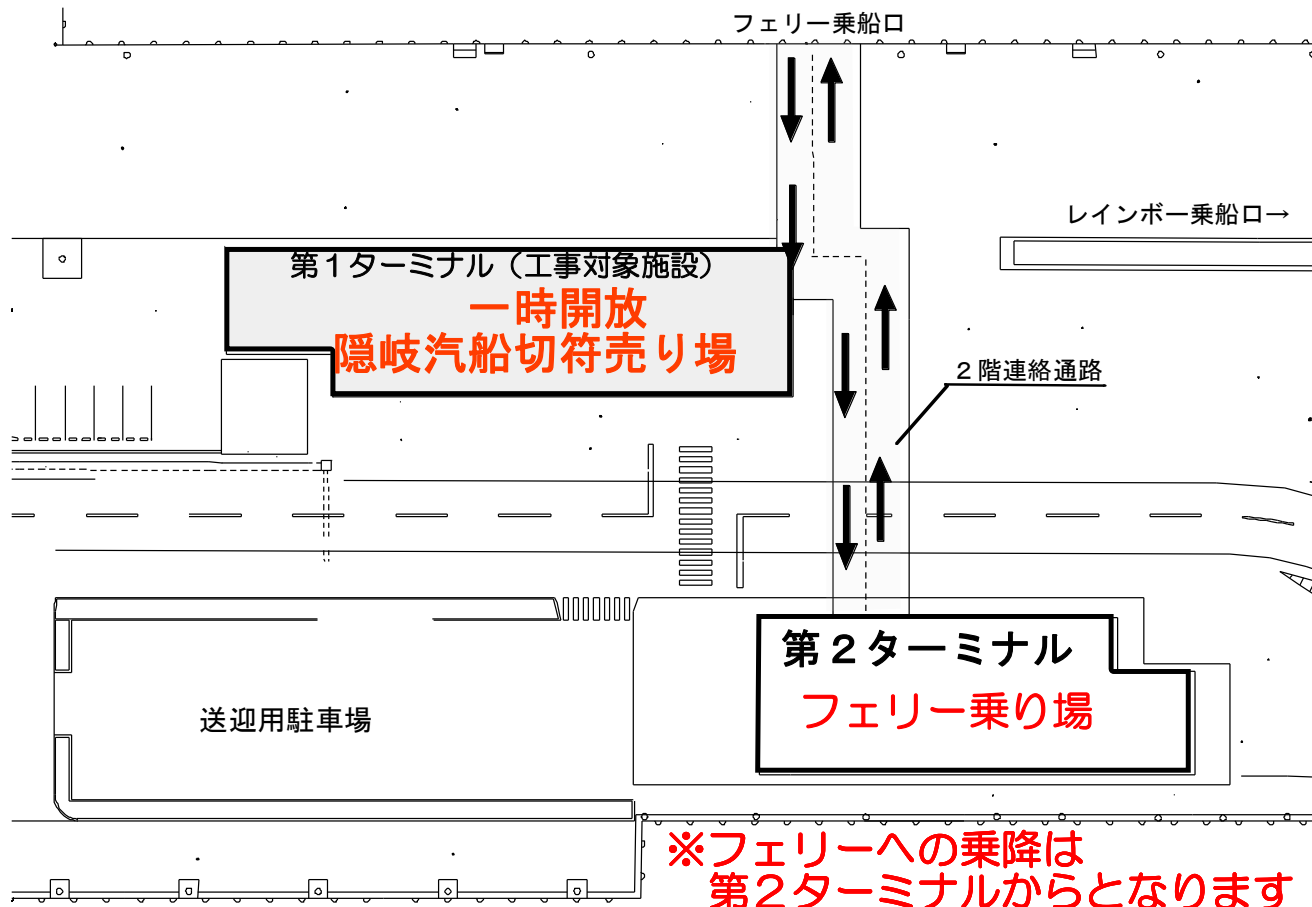 フェリー乗船口
レインボー乗船口→
第1ターミナル（工事対象施設）
一時開放
隠岐汽船切符売り場
2階連絡通路
第2ターミナル
フェリー乗り場
送迎用駐車場
※フェリーへの乗降は
第2ターミナルからとなります